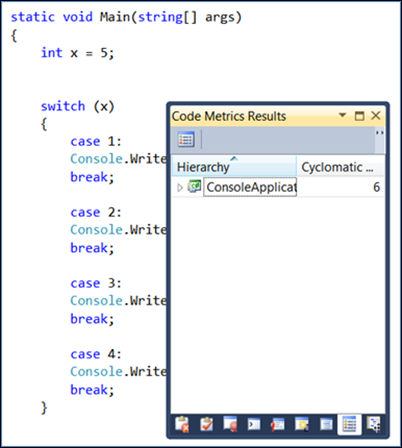 static void Main(string[] args)
{
int x = 5;
switch (x)
{
case 1:
Console.Write
break;
case 2:
Console.Write
break;
case 3:
Console.Write
break;
case 4:
Console.Write
break;
}
Code Metrics Results
Hierarchy Cyclomatic ...
ConsoleApplicat 6